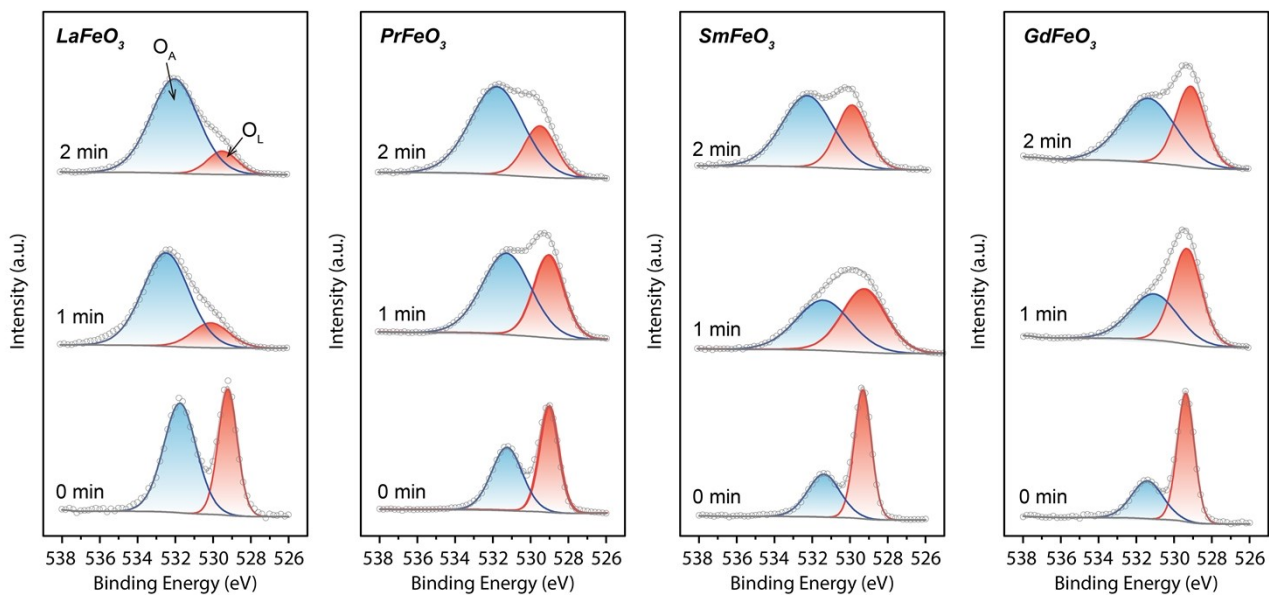 LaFeO3
OA
OL
2 min
1 min
0 min
Intensity (a.u.)
538 536 534 532 530 528 526
Binding Energy (eV)
PrFeO3
2 min
1 min
0 min
Intensity (a.u.)
538 536 534 532 530 528 526
Binding Energy (eV)
SmFeO3
2 min
1 min
0 min
Intensity (a.u.)
538 536 534 532 530 528 526
Binding Energy (eV)
GdFeO3
2 min
1 min
0 min
Intensity (a.u.)
538 536 534 532 530 528 526
Binding Energy (eV)